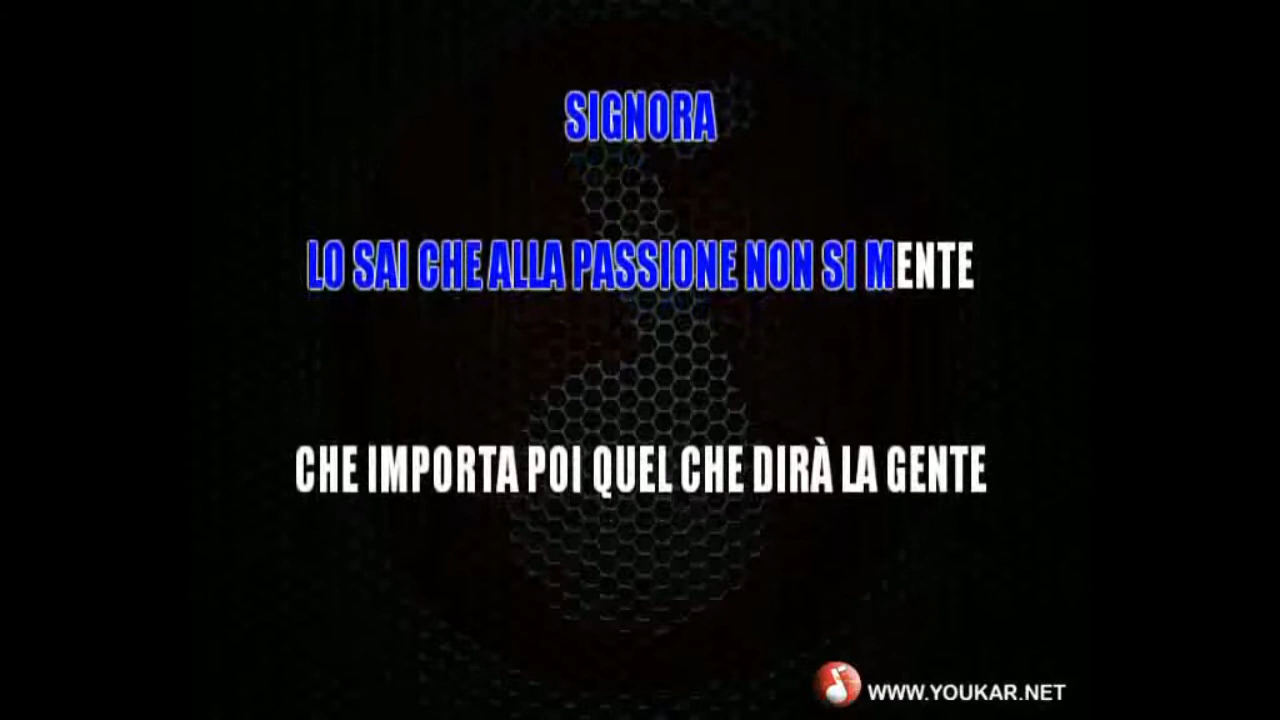 SIGNORA
LO SAI CHE ALLA PASSIONE NON SI MENTE
CHE IMPORTA POI QUEL CHE DIRÀ LA GENTE
WWW.YOUKAR.NET